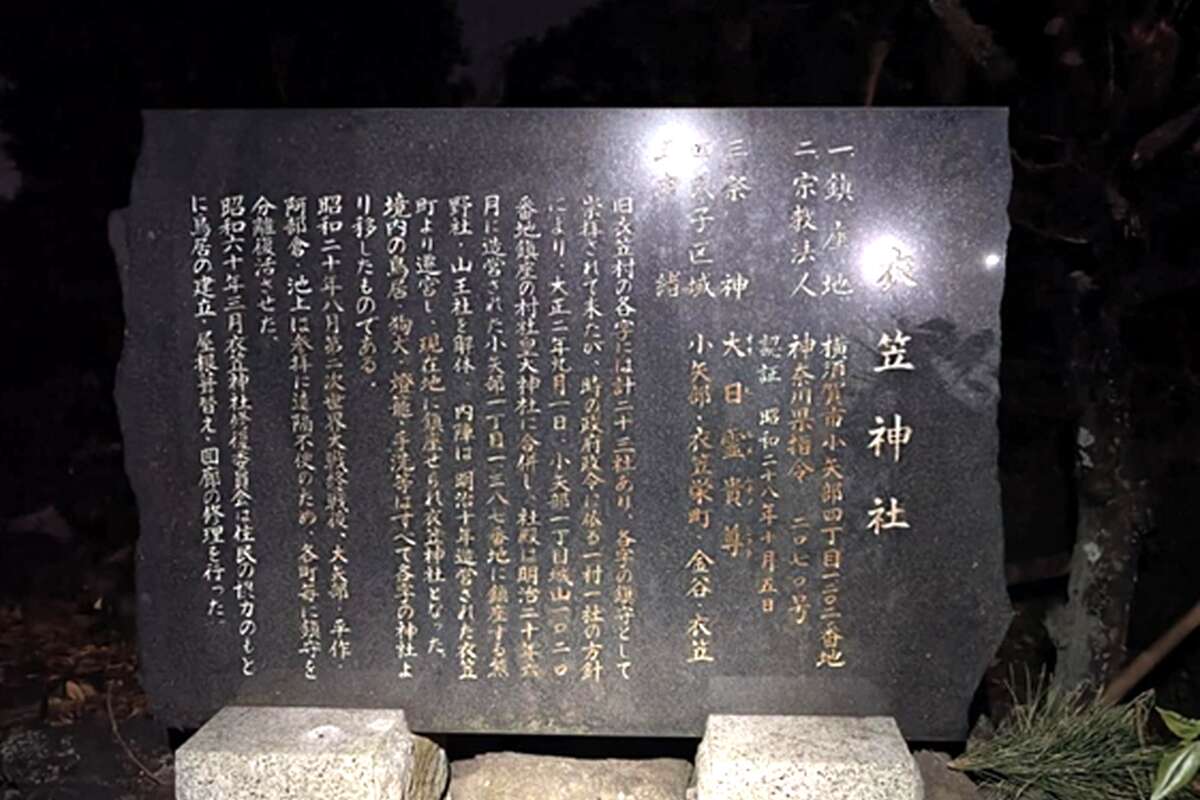 衣笠神社
一 鎮座地 横須賀市小矢部四丁目一二〇二番地
二 宗教法人 神奈川県指令 二〇七〇号
認証 昭和二十八年十月五日
三 祭神 大日霊貴尊
子区域 小矢部・衣笠栄町・金谷・衣笠
緒
旧衣笠村の各字には計二十三社あり、各字の鎮守として
崇拝されて来たが、時の政府政令に依る一村一社の方針
により、大正二年九月一日、小矢部一丁目城山一〇二〇
番地鎮座の村社皇大神社に合併し、社殿は明治二十年六
月に造営された小矢部一丁目一三八七番地に鎮座する熊
野社・山王社を解体、内陣は明治十年造営された衣笠
町より遷宮し、現在地に鎮座せられ衣笠神社となった。
境内の鳥居・狗犬・燈籠・手洗等はすべて各字の神社よ
り移したものである。
昭和二十年八月第二次世界大戦終戦後、大矢部・平作
阿部倉・池上は参拝に遠隔不便のため、各町毎に鎮守を
分離復活させた。
昭和六十年三月衣笠神社修復委員会は住民の協力のもと
に鳥居の建立・屋根葺替え・回廊の修理を行った。